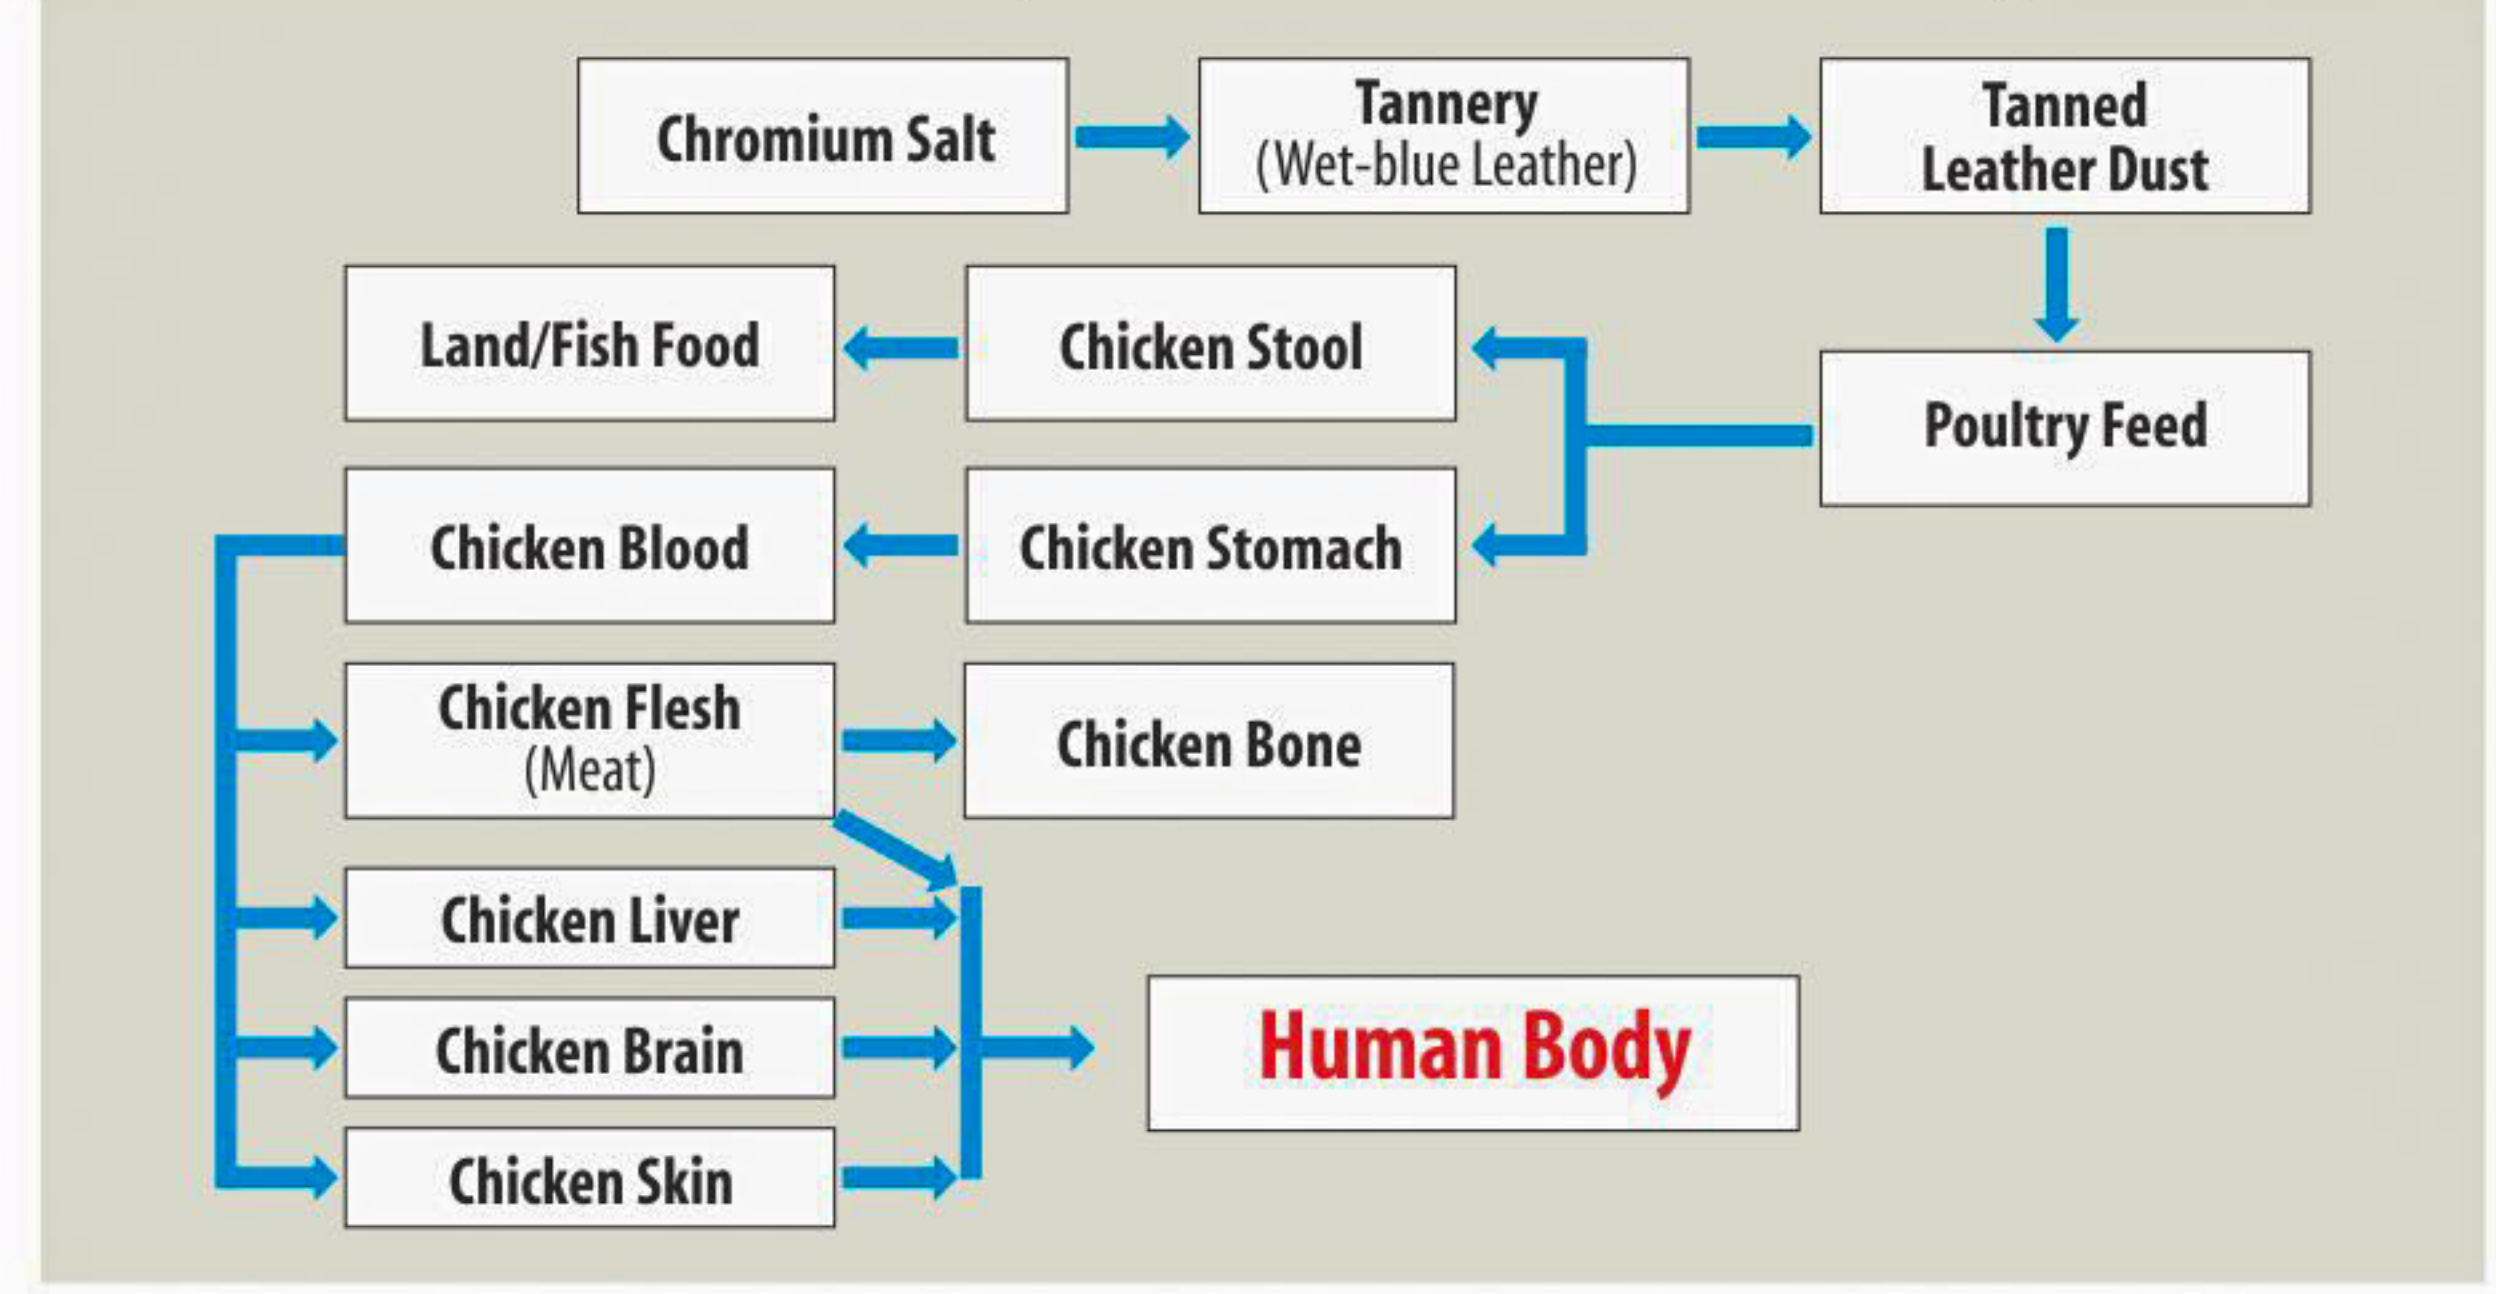 Chromium Salt
Tannery
(Wet-blue Leather)
Tanned
Leather Dust
Land/Fish Food
Chicken Stool
Poultry Feed
Chicken Blood
Chicken Stomach
Chicken Flesh
(Meat)
Chicken Bone
Chicken Liver
Chicken Brain
Chicken Skin
Human Body